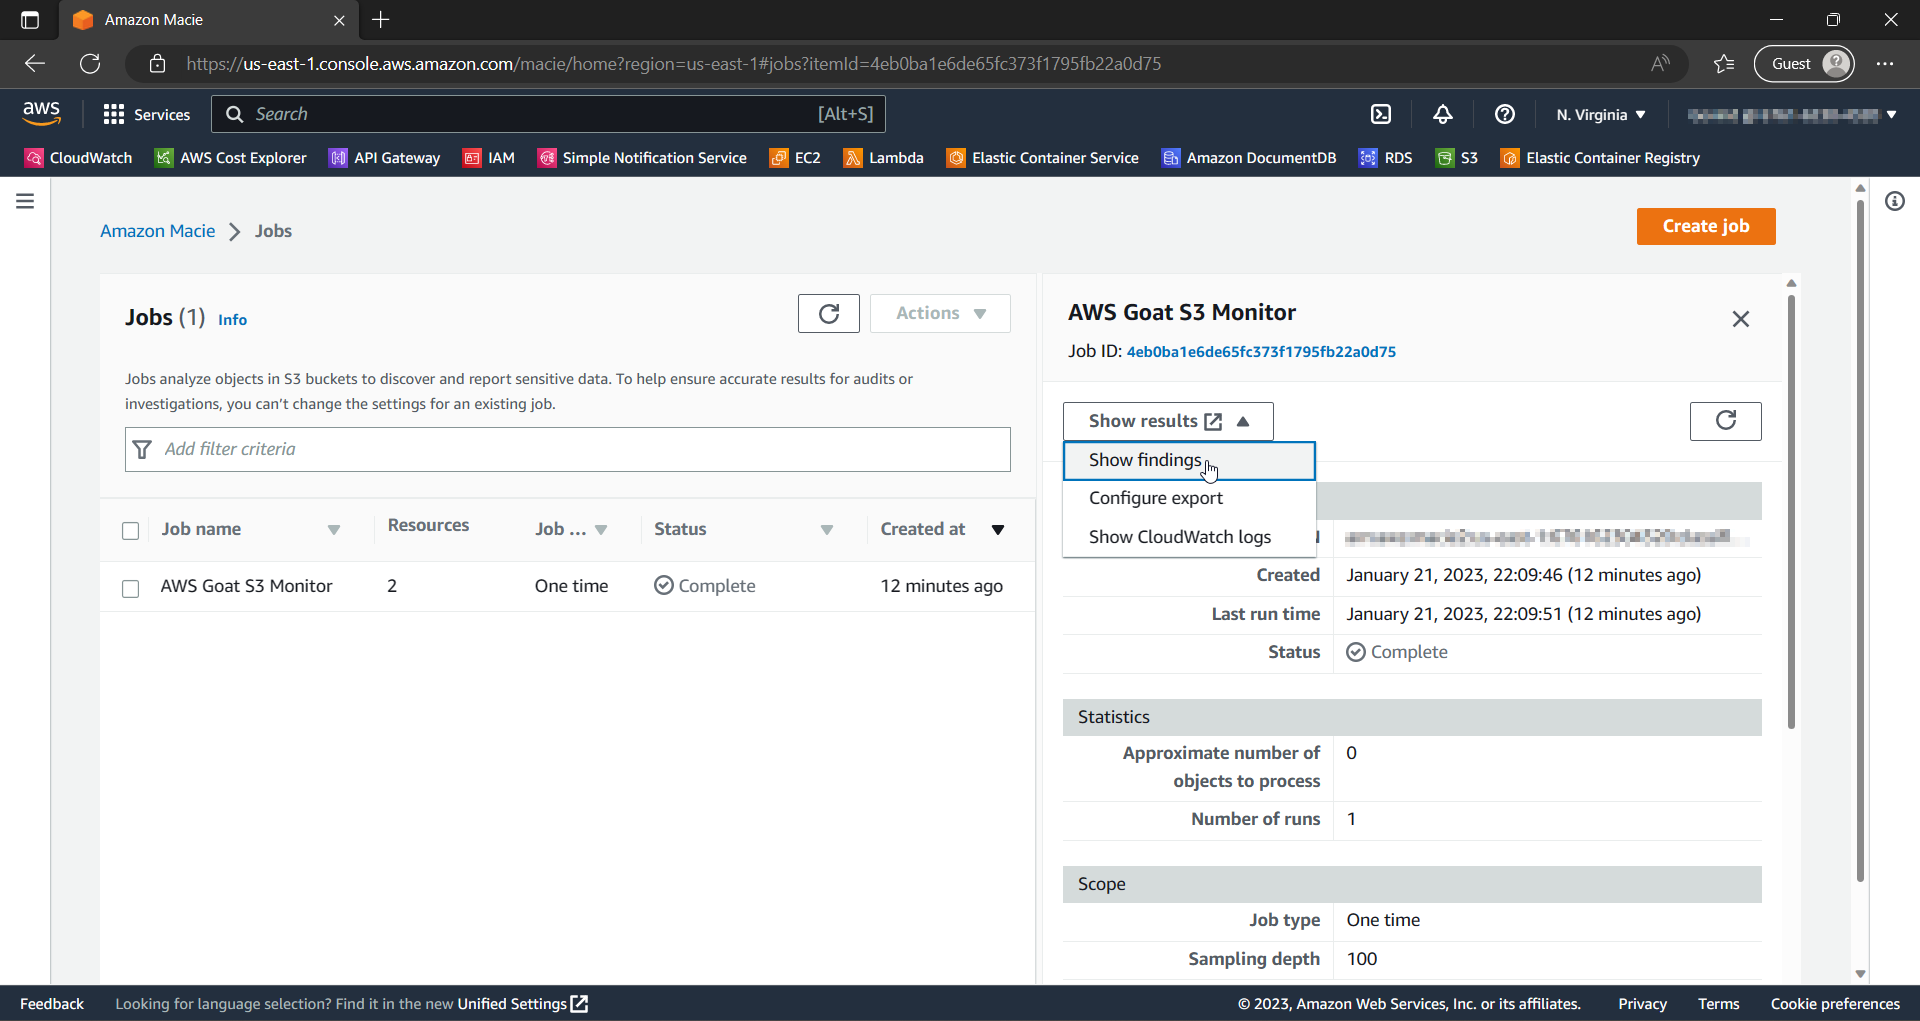 Amazon Macie
https://us-east-1.console.aws.amazon.com/macie/home?region=us-east-1#jobs?itemId=4eb0ba1e6de65fc373f1795fb22a0d75
Guest
aws
Services
Search
[Alt+S]
N. Virginia
CloudWatch
AWS Cost Explorer
API Gateway
IAM
Simple Notification Service
EC2
Lambda
Elastic Container Service
Amazon DocumentDB
RDS
S3
Elastic Container Registry
Amazon Macie > Jobs
Create job
Jobs (1) Info
Actions
Jobs analyze objects in S3 buckets to discover and report sensitive data. To help ensure accurate results for audits or
investigations, you can't change the settings for an existing job.
Add filter criteria
Job name
Resources
Job ...
Status
Created at
AWS Goat S3 Monitor
2
One time
Complete
12 minutes ago
AWS Goat S3 Monitor
Job ID: 4eb0ba1e6de65fc373f1795fb22a0d75
Show results
Show findings
Configure export
Show CloudWatch logs
Created January 21, 2023, 22:09:46 (12 minutes ago)
Last run time January 21, 2023, 22:09:51 (12 minutes ago)
Status Complete
Statistics
Approximate number of 0
objects to process
Number of runs 1
Scope
Job type One time
Sampling depth 100
Feedback
Looking for language selection? Find it in the new Unified Settings
© 2023, Amazon Web Services, Inc. or its affiliates.
Privacy
Terms
Cookie preferences